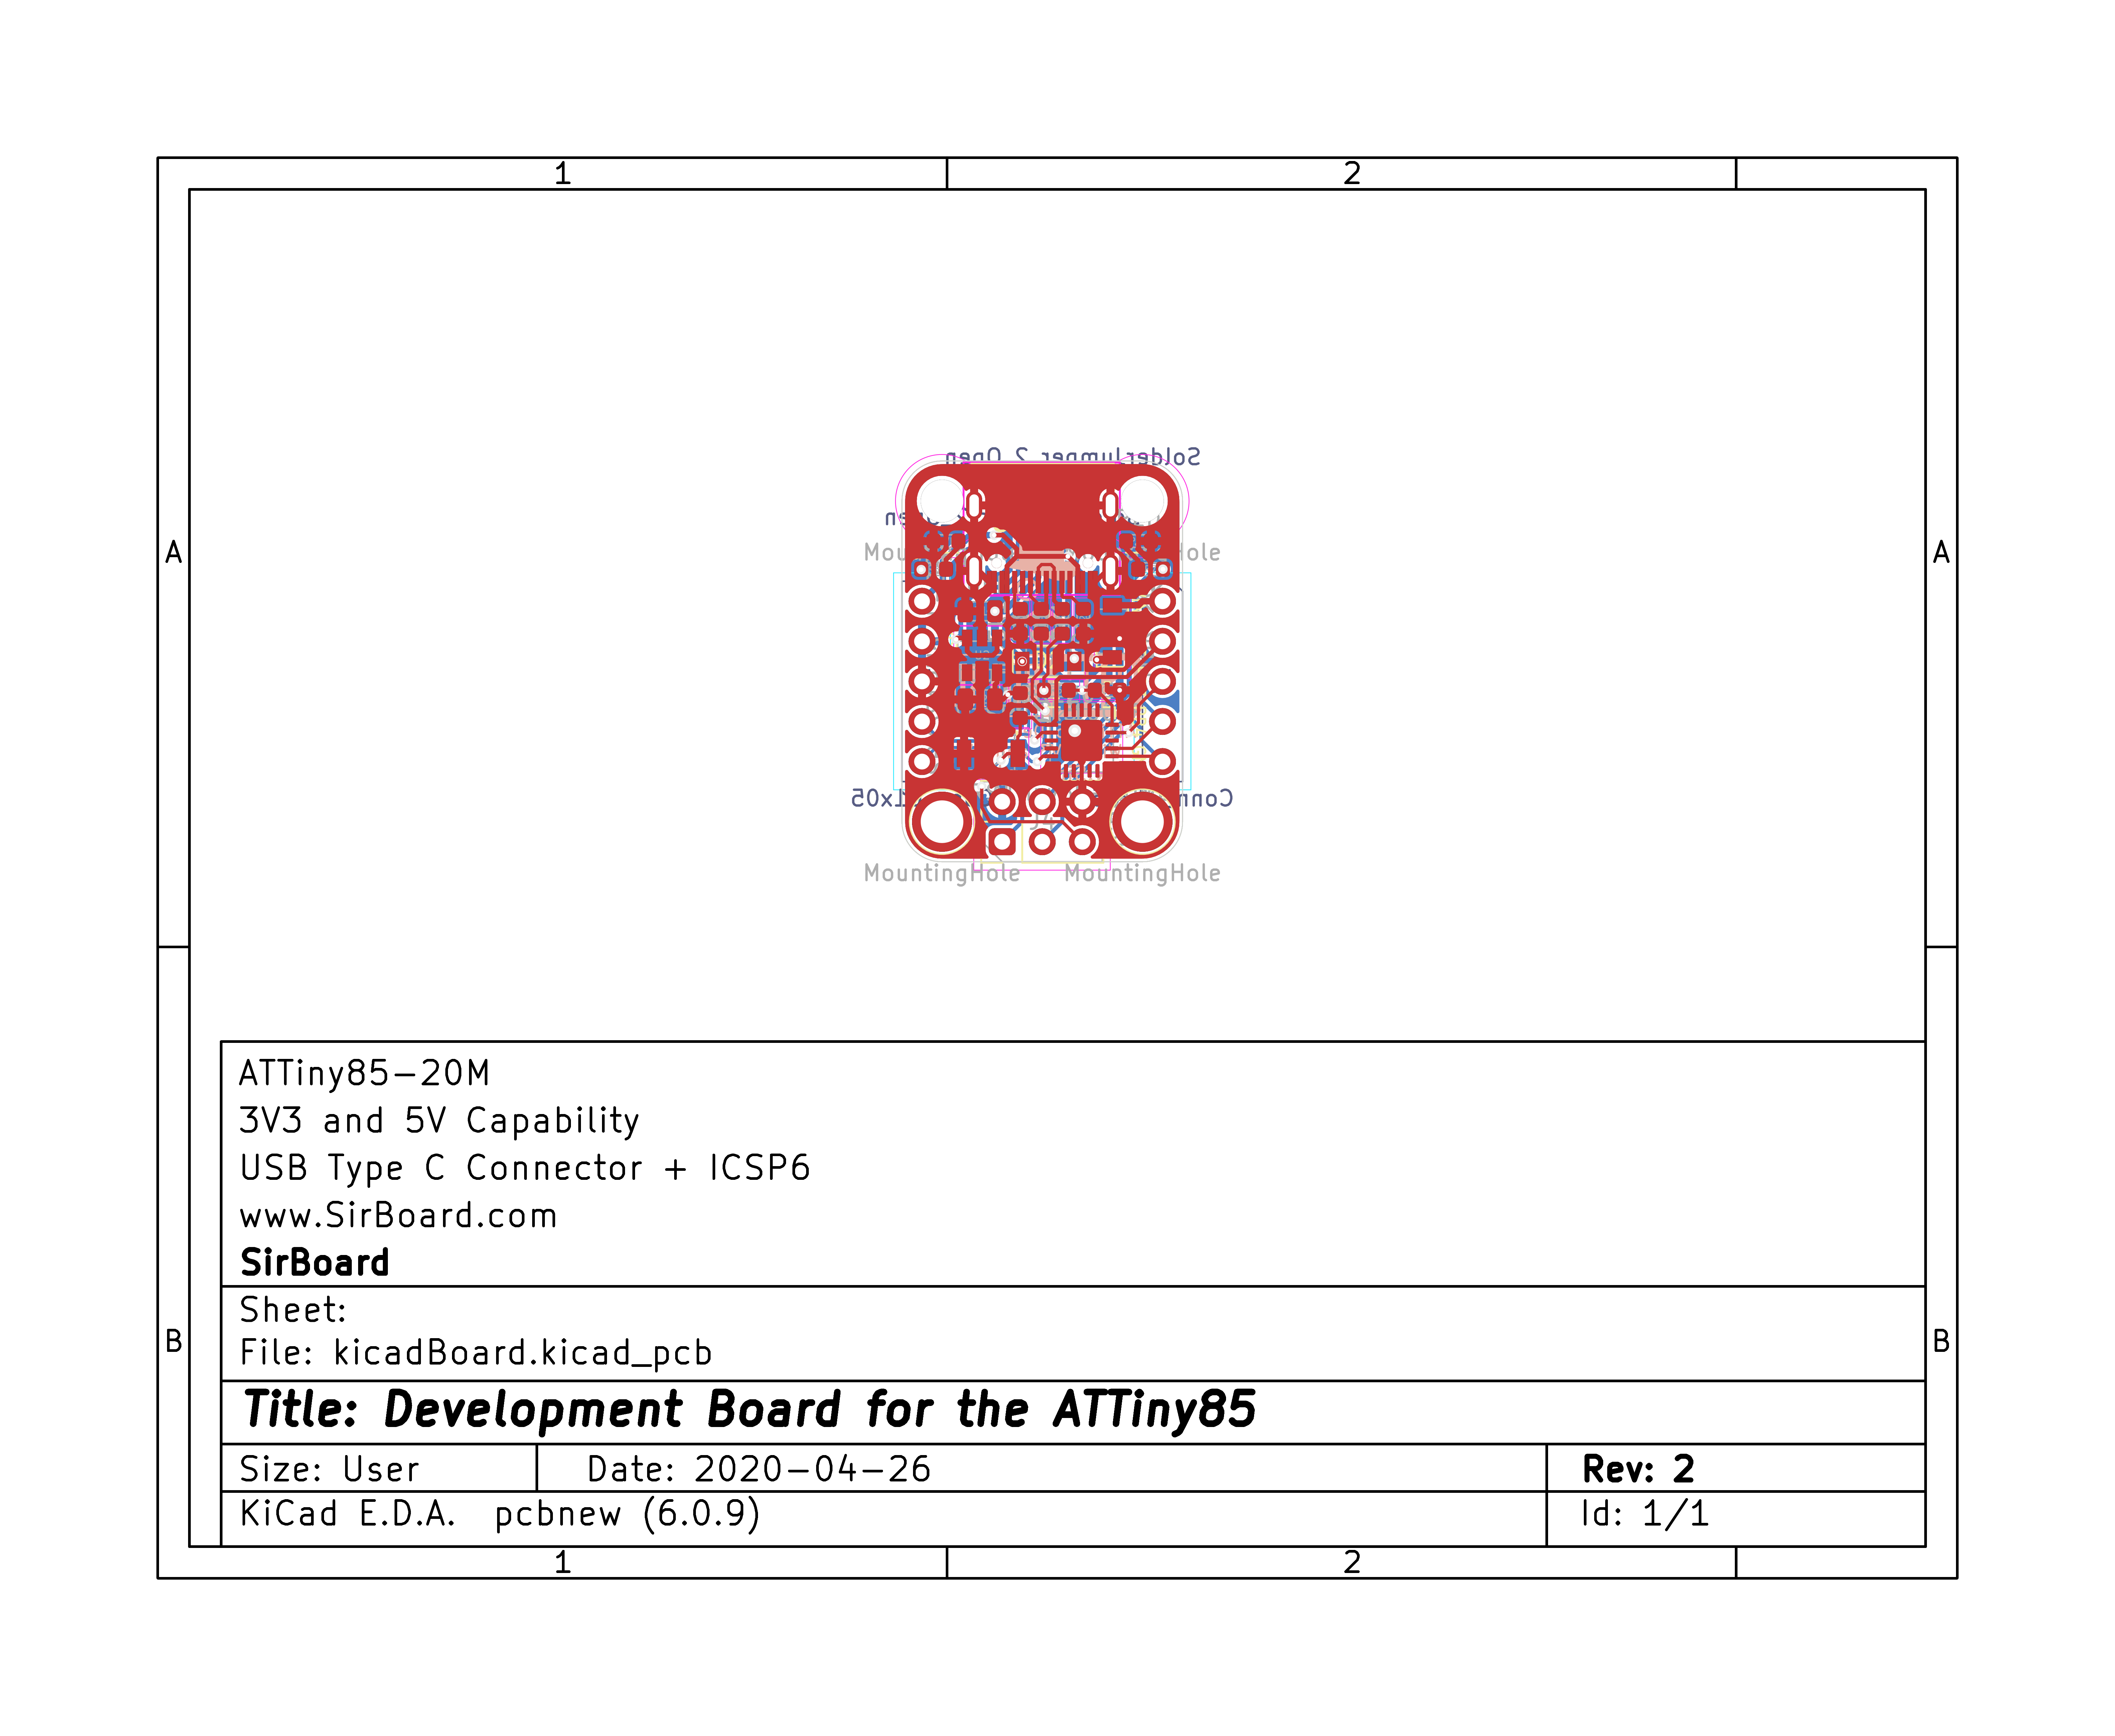 1 2
SolderJumper_2_Open
A A
MountingHole MountingHole
ATTiny85-20M
3V3 and 5V Capability
USB Type C Connector + ICSP6
www.SirBoard.com
SirBoard
Sheet:
File: kicadBoard.kicad_pcb
B B
Title: Development Board for the ATTiny85
Size: User Date: 2020-04-26 Rev: 2
KiCad E.D.A. pcbnew (6.0.9) Id: 1/1
1 2